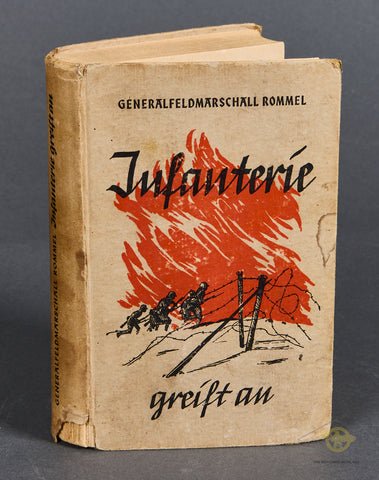 GENERALFELDMARSCHALL ROMMEL
Infanterie
greift an
GENERALFELDMARSCHALL ROMMEL Infanterie greift an